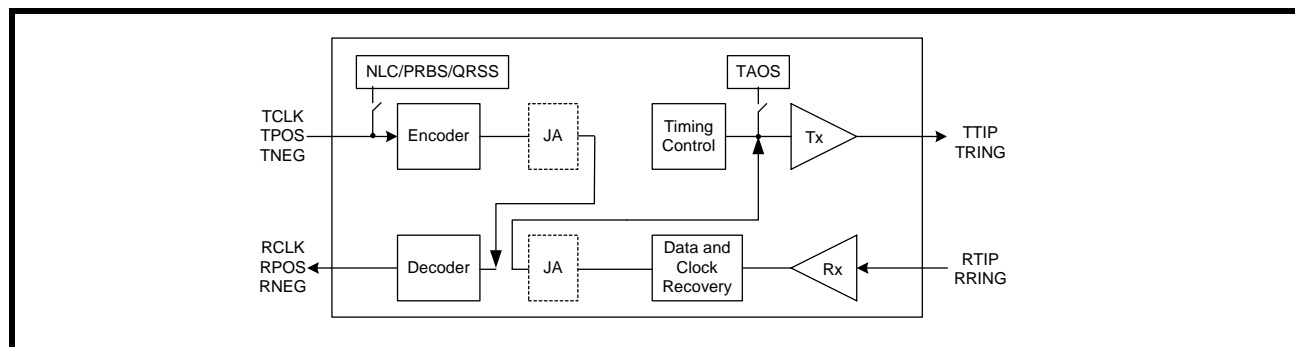 NLC/PRBS/QRSS
TAOS
TCLK
TPOS
TNEG
Encoder
JA
Timing
Control
Tx
TTIP
TRING
RCLK
RPOS
RNEG
Decoder
JA
Data and
Clock
Recovery
Rx
RTIP
RRING